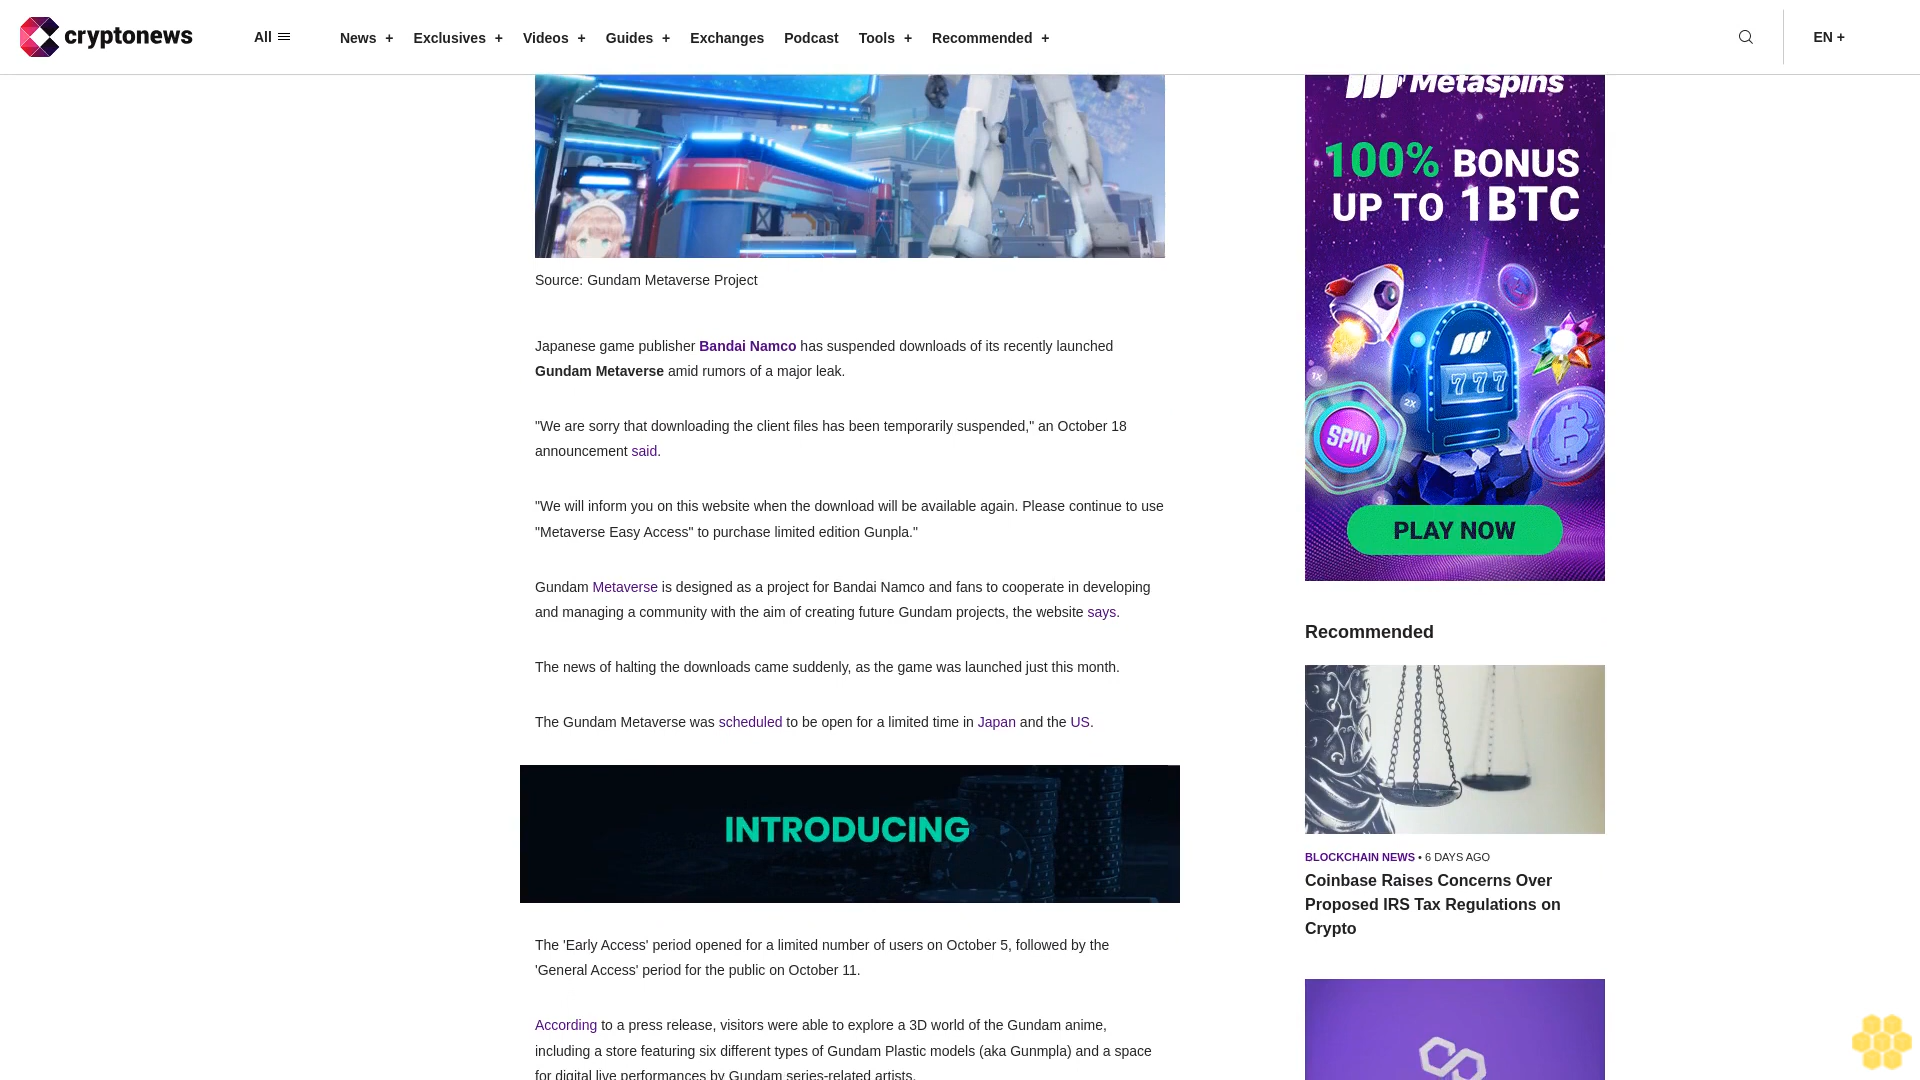 cryptonews
All
News +
Exclusives +
Videos +
Guides +
Exchanges
Podcast
Tools +
Recommended +
EN +
Source: Gundam Metaverse Project
Japanese game publisher Bandai Namco has suspended downloads of its recently launched
Gundam Metaverse amid rumors of a major leak.
"We are sorry that downloading the client files has been temporarily suspended," an October 18
announcement said.
"We will inform you on this website when the download will be available again. Please continue to use
"Metaverse Easy Access" to purchase limited edition Gunpla."
Gundam Metaverse is designed as a project for Bandai Namco and fans to cooperate in developing
and managing a community with the aim of creating future Gundam projects, the website says.
The news of halting the downloads came suddenly, as the game was launched just this month.
The Gundam Metaverse was scheduled to be open for a limited time in Japan and the US.
INTRODUCING
The 'Early Access' period opened for a limited number of users on October 5, followed by the
'General Access' period for the public on October 11.
According to a press release, visitors were able to explore a 3D world of the Gundam anime,
including a store featuring six different types of Gundam Plastic models (aka Gunmpla) and a space
for digital live performances by Gundam series-related artists.
Metaspins
100% BONUS
UP TO 1BTC
1X
777
2X
SPIN
3X
PLAY NOW
Recommended
BLOCKCHAIN NEWS • 6 DAYS AGO
Coinbase Raises Concerns Over
Proposed IRS Tax Regulations on
Crypto